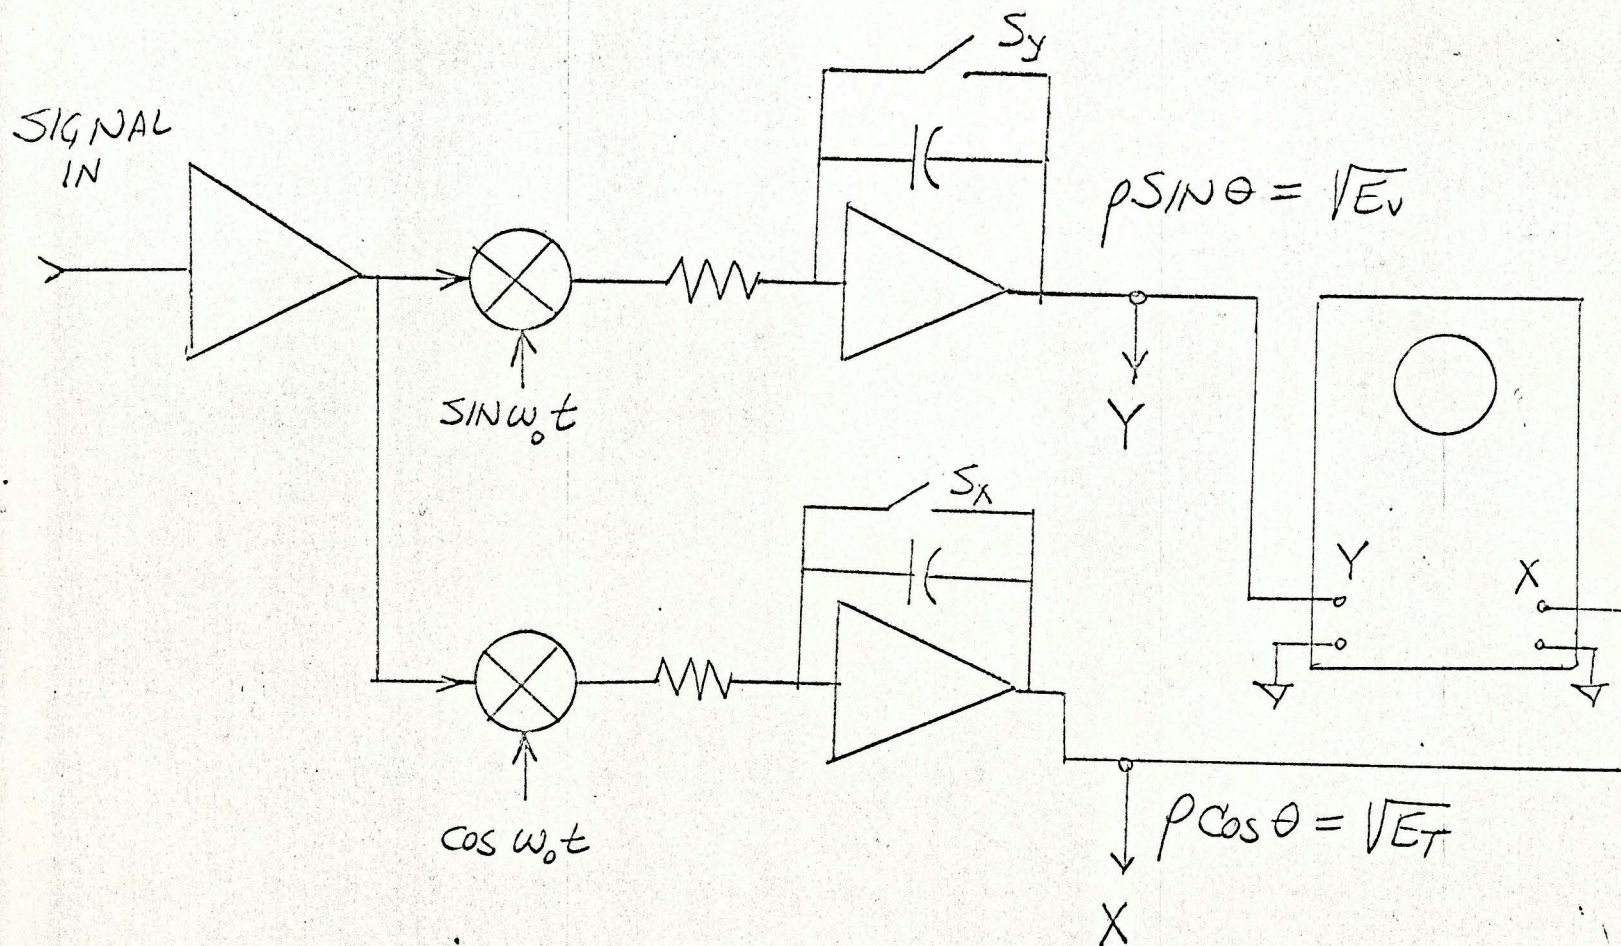 SIGNAL
IN
Sy
ρSINΘ = √Ev
SINω₀t
Y
Sx
Y
X
COS ω₀t
ρCosΘ = √ET
X